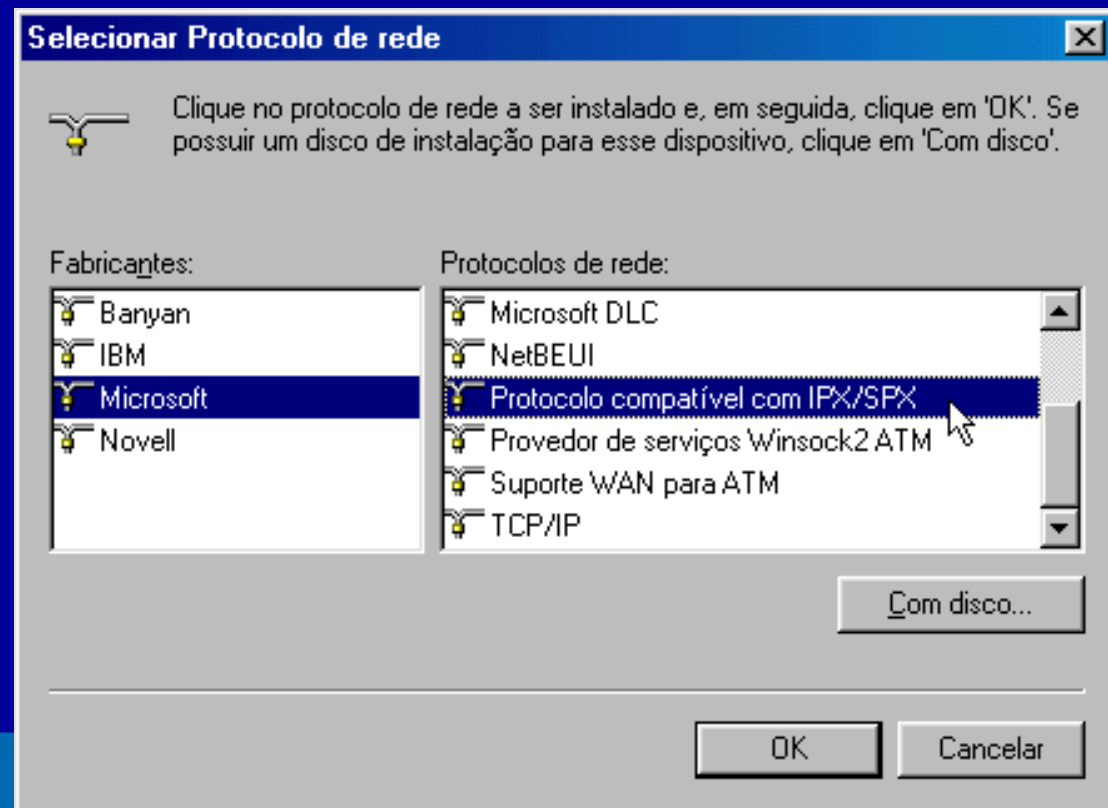 Selecionar Protocolo de rede
Clique no protocolo de rede a ser instalado e, em seguida, clique em 'OK'. Se
possuir um disco de instalação para esse dispositivo, clique em 'Com disco'.
Fabricantes:
Banyan
IBM
Microsoft
Novell
Protocolos de rede:
Microsoft DLC
NetBEUI
Protocolo compatível com IPX/SPX
Provedor de serviços Winsock2 ATM
Suporte WAN para ATM
TCP/IP
Com disco...
OK
Cancelar